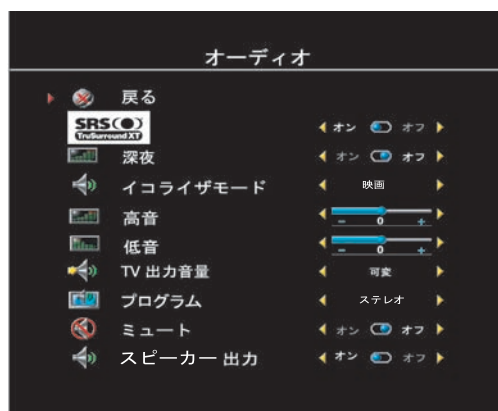 オーディオ
戻る
SRS TruSurround XT オン オフ
深夜 オン オフ
イコライザモード 映画
高音 - 0 +
低音 - 0 +
TV 出力音量 可変
プログラム ステレオ
ミュート オン オフ
スピーカー 出力 オン オフ